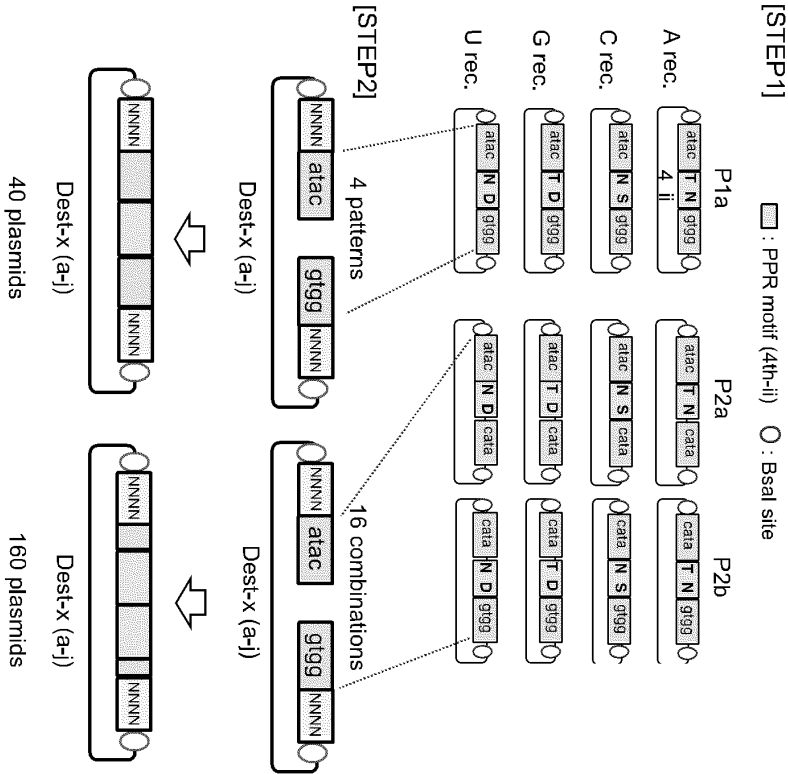 [STEP1]
: PPR motif (4th-ii) : BsaI site
P1a P2a P2b
A rec. atac T N gtgg atac T N cata cata T N gtgg
4 ii
C rec. atac N S gtgg atac N S cata cata N S gtgg
G rec. atac T D gtgg atac T D cata cata T D gtgg
U rec. atac N D gtgg atac N D cata cata N D gtgg
[STEP2] 4 patterns 16 combinations
NNNN atac gtgg NNNN NNNN atac gtgg NNNN
Dest-x (a-j) Dest-x (a-j)
NNNN NNNN NNNN NNNN
Dest-x (a-j) Dest-x (a-j)
40 plasmids 160 plasmids